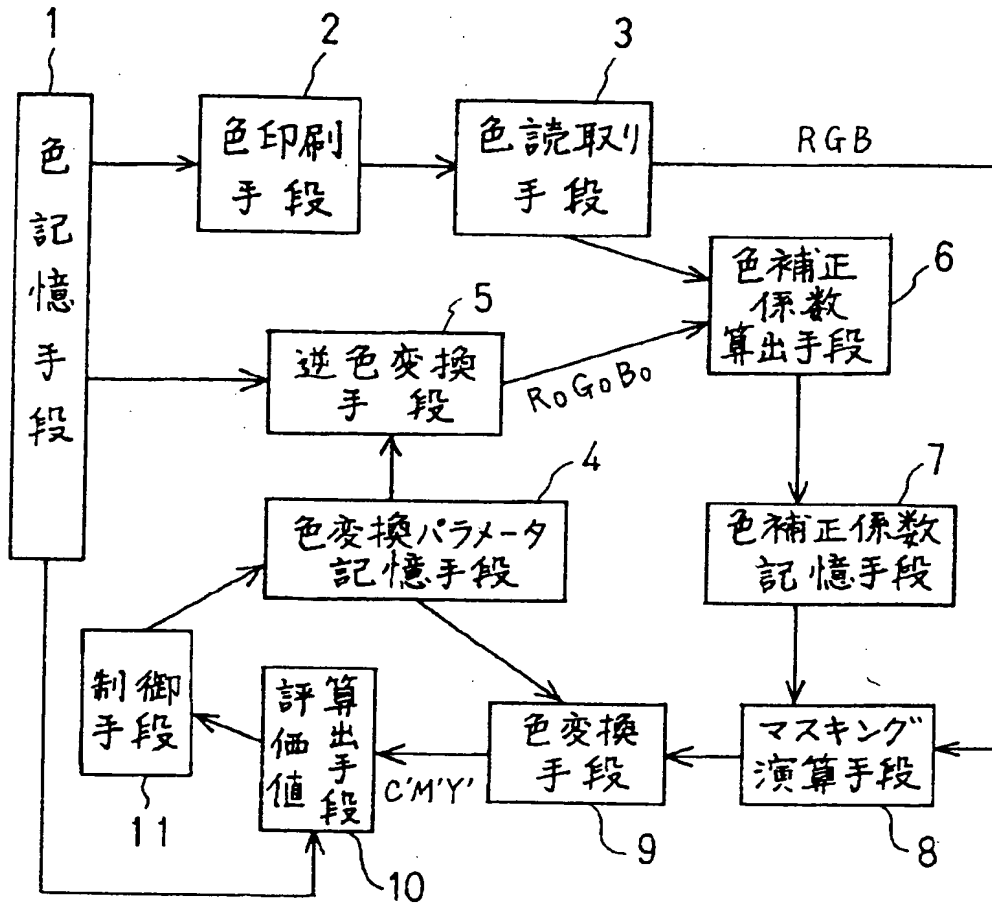 1
色記憶手段
2
色印刷
手段
3
色読取り
手段
RGB
6
色補正
係数
算出手段
5
逆色変換
手段
R₀G₀B₀
4
色変換パラメータ
記憶手段
7
色補正係数
記憶手段
制御
手段
11
評価値
算出手段
10
C'M'Y'
色変換
手段
9
マスキング
演算手段
8